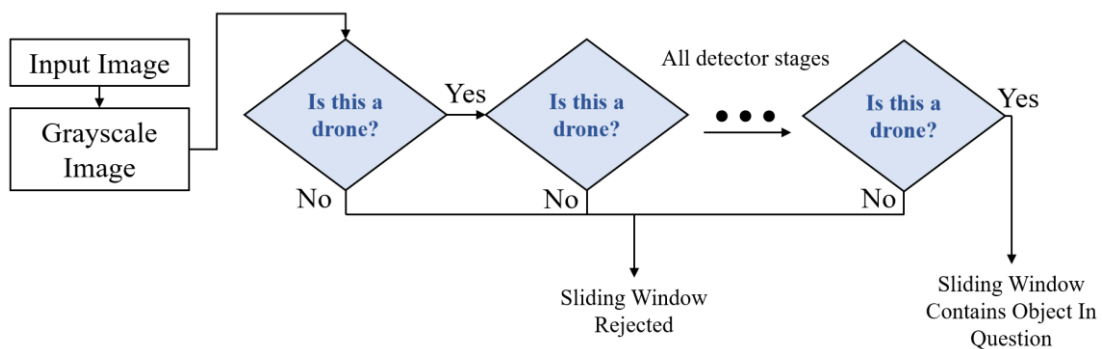 Input Image
Grayscale
Image
Is this a
drone?
Yes
No
Is this a
drone?
No
All detector stages
Is this a
drone?
Yes
No
Sliding Window
Rejected
Sliding Window
Contains Object In
Question